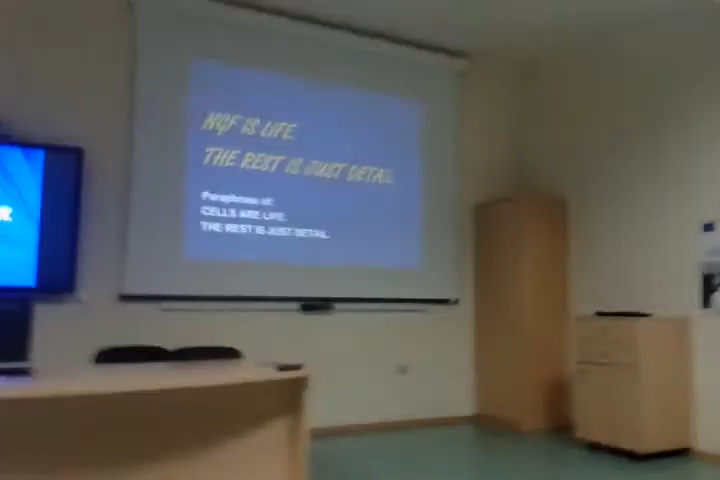 NGF IS LIFE.
THE REST IS JUST DETAIL.
Paraphrase of:
CELLS ARE LIFE.
THE REST IS JUST DETAIL.